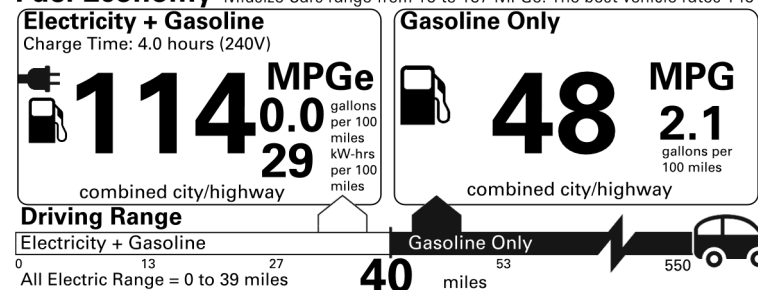 Electricity + Gasoline
Charge Time: 4.0 hours (240V)
114
MPGe
0.0 gallons per 100 miles
29 kW-hrs per 100 miles
combined city/highway
Gasoline Only
48
MPG
2.1
gallons per
100 miles
combined city/highway
Driving Range
Electricity + Gasoline
Gasoline Only
0 13 27 40 53 550
All Electric Range = 0 to 39 miles
miles